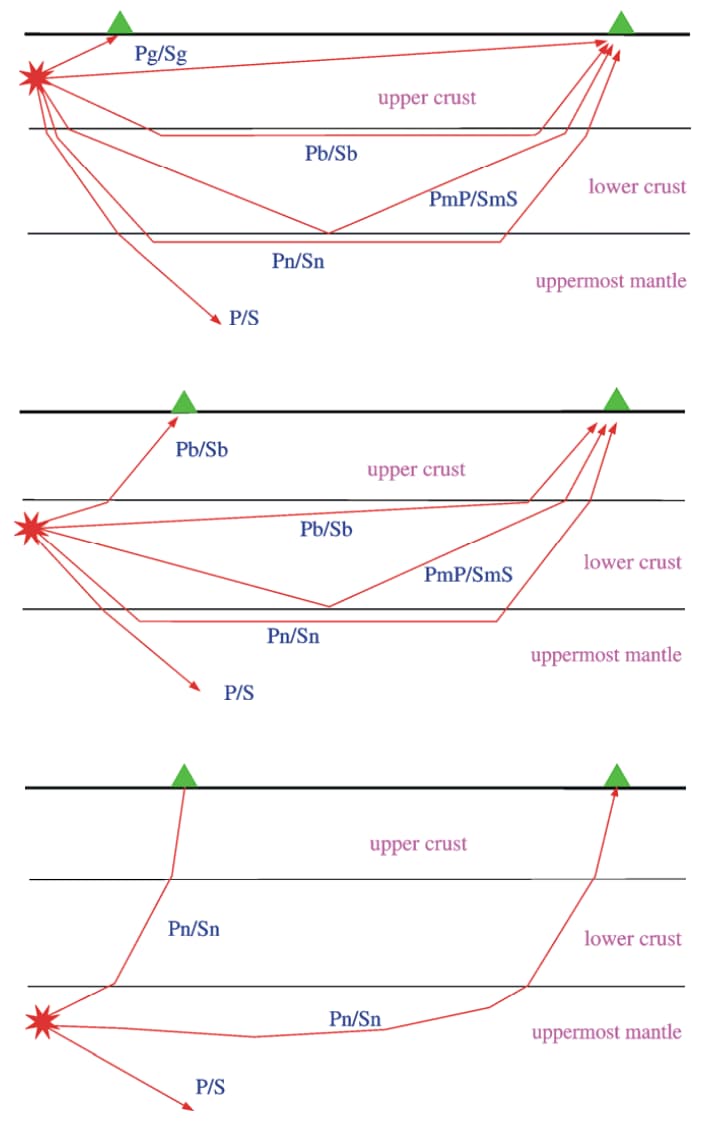 Pg/Sg
upper crust
Pb/Sb
lower crust
PmP/SmS
Pn/Sn
uppermost mantle
P/S
Pb/Sb
upper crust
Pb/Sb
lower crust
PmP/SmS
Pn/Sn
uppermost mantle
P/S
upper crust
Pn/Sn
lower crust
Pn/Sn
uppermost mantle
P/S